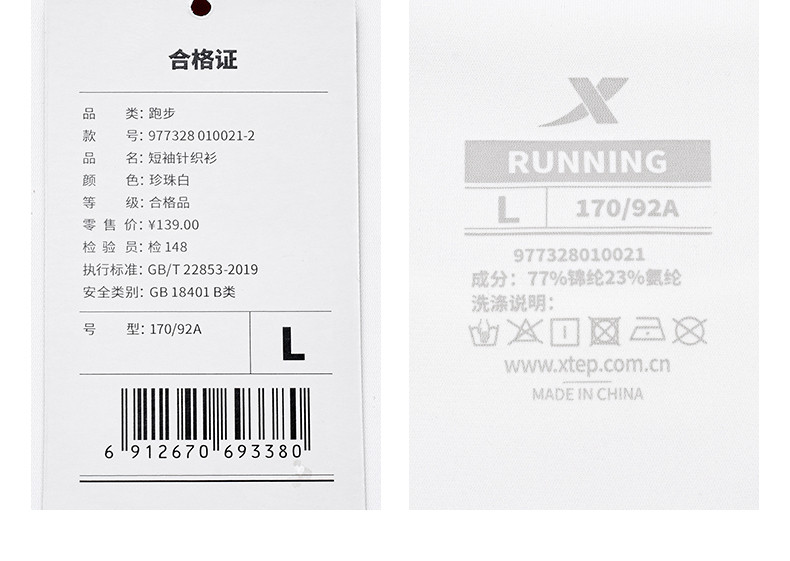 合格证
品 类: 跑步
款 号: 977328 010021-2
品 名: 短袖针织衫
颜 色: 珍珠白
等 级: 合格品
零 售 价: ¥139.00
检 验 员: 检 148
执行标准: GB/T 22853-2019
安全类别: GB 18401 B类
号 型: 170/92A
L
6 912670 693380
RUNNING
L 170/92A
977328010021
成分: 77%锦纶23%氨纶
洗涤说明:
www.xtep.com.cn
MADE IN CHINA